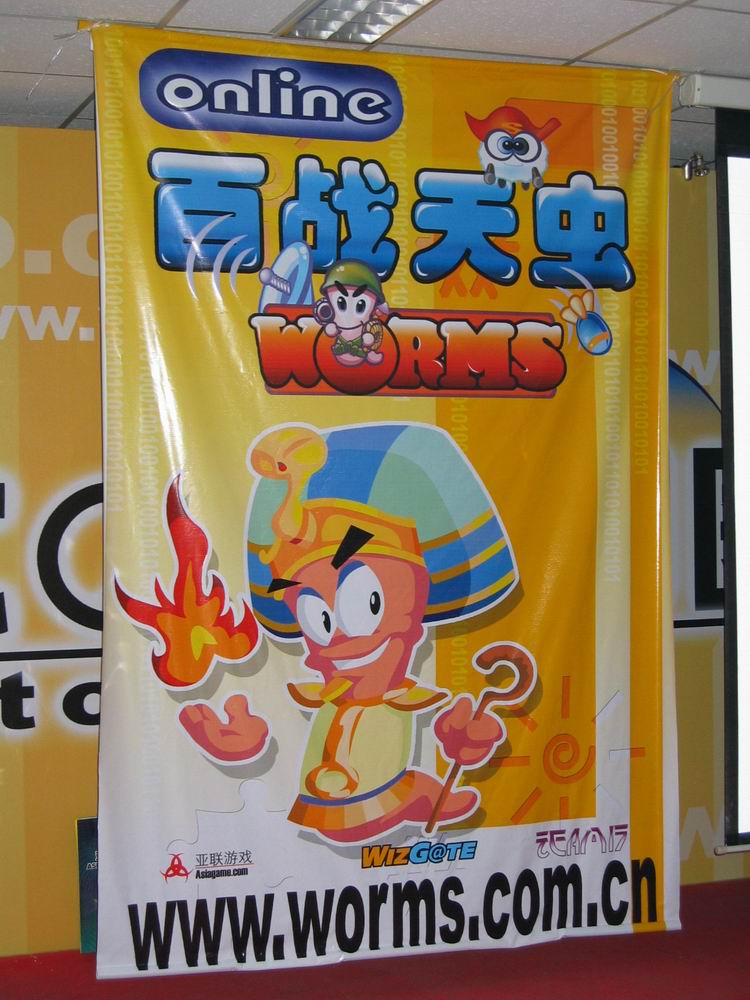 online
百战天虫
WORMS
亚联游戏
Asiagame.com
WizG@TE
TEAM17
www.worms.com.cn